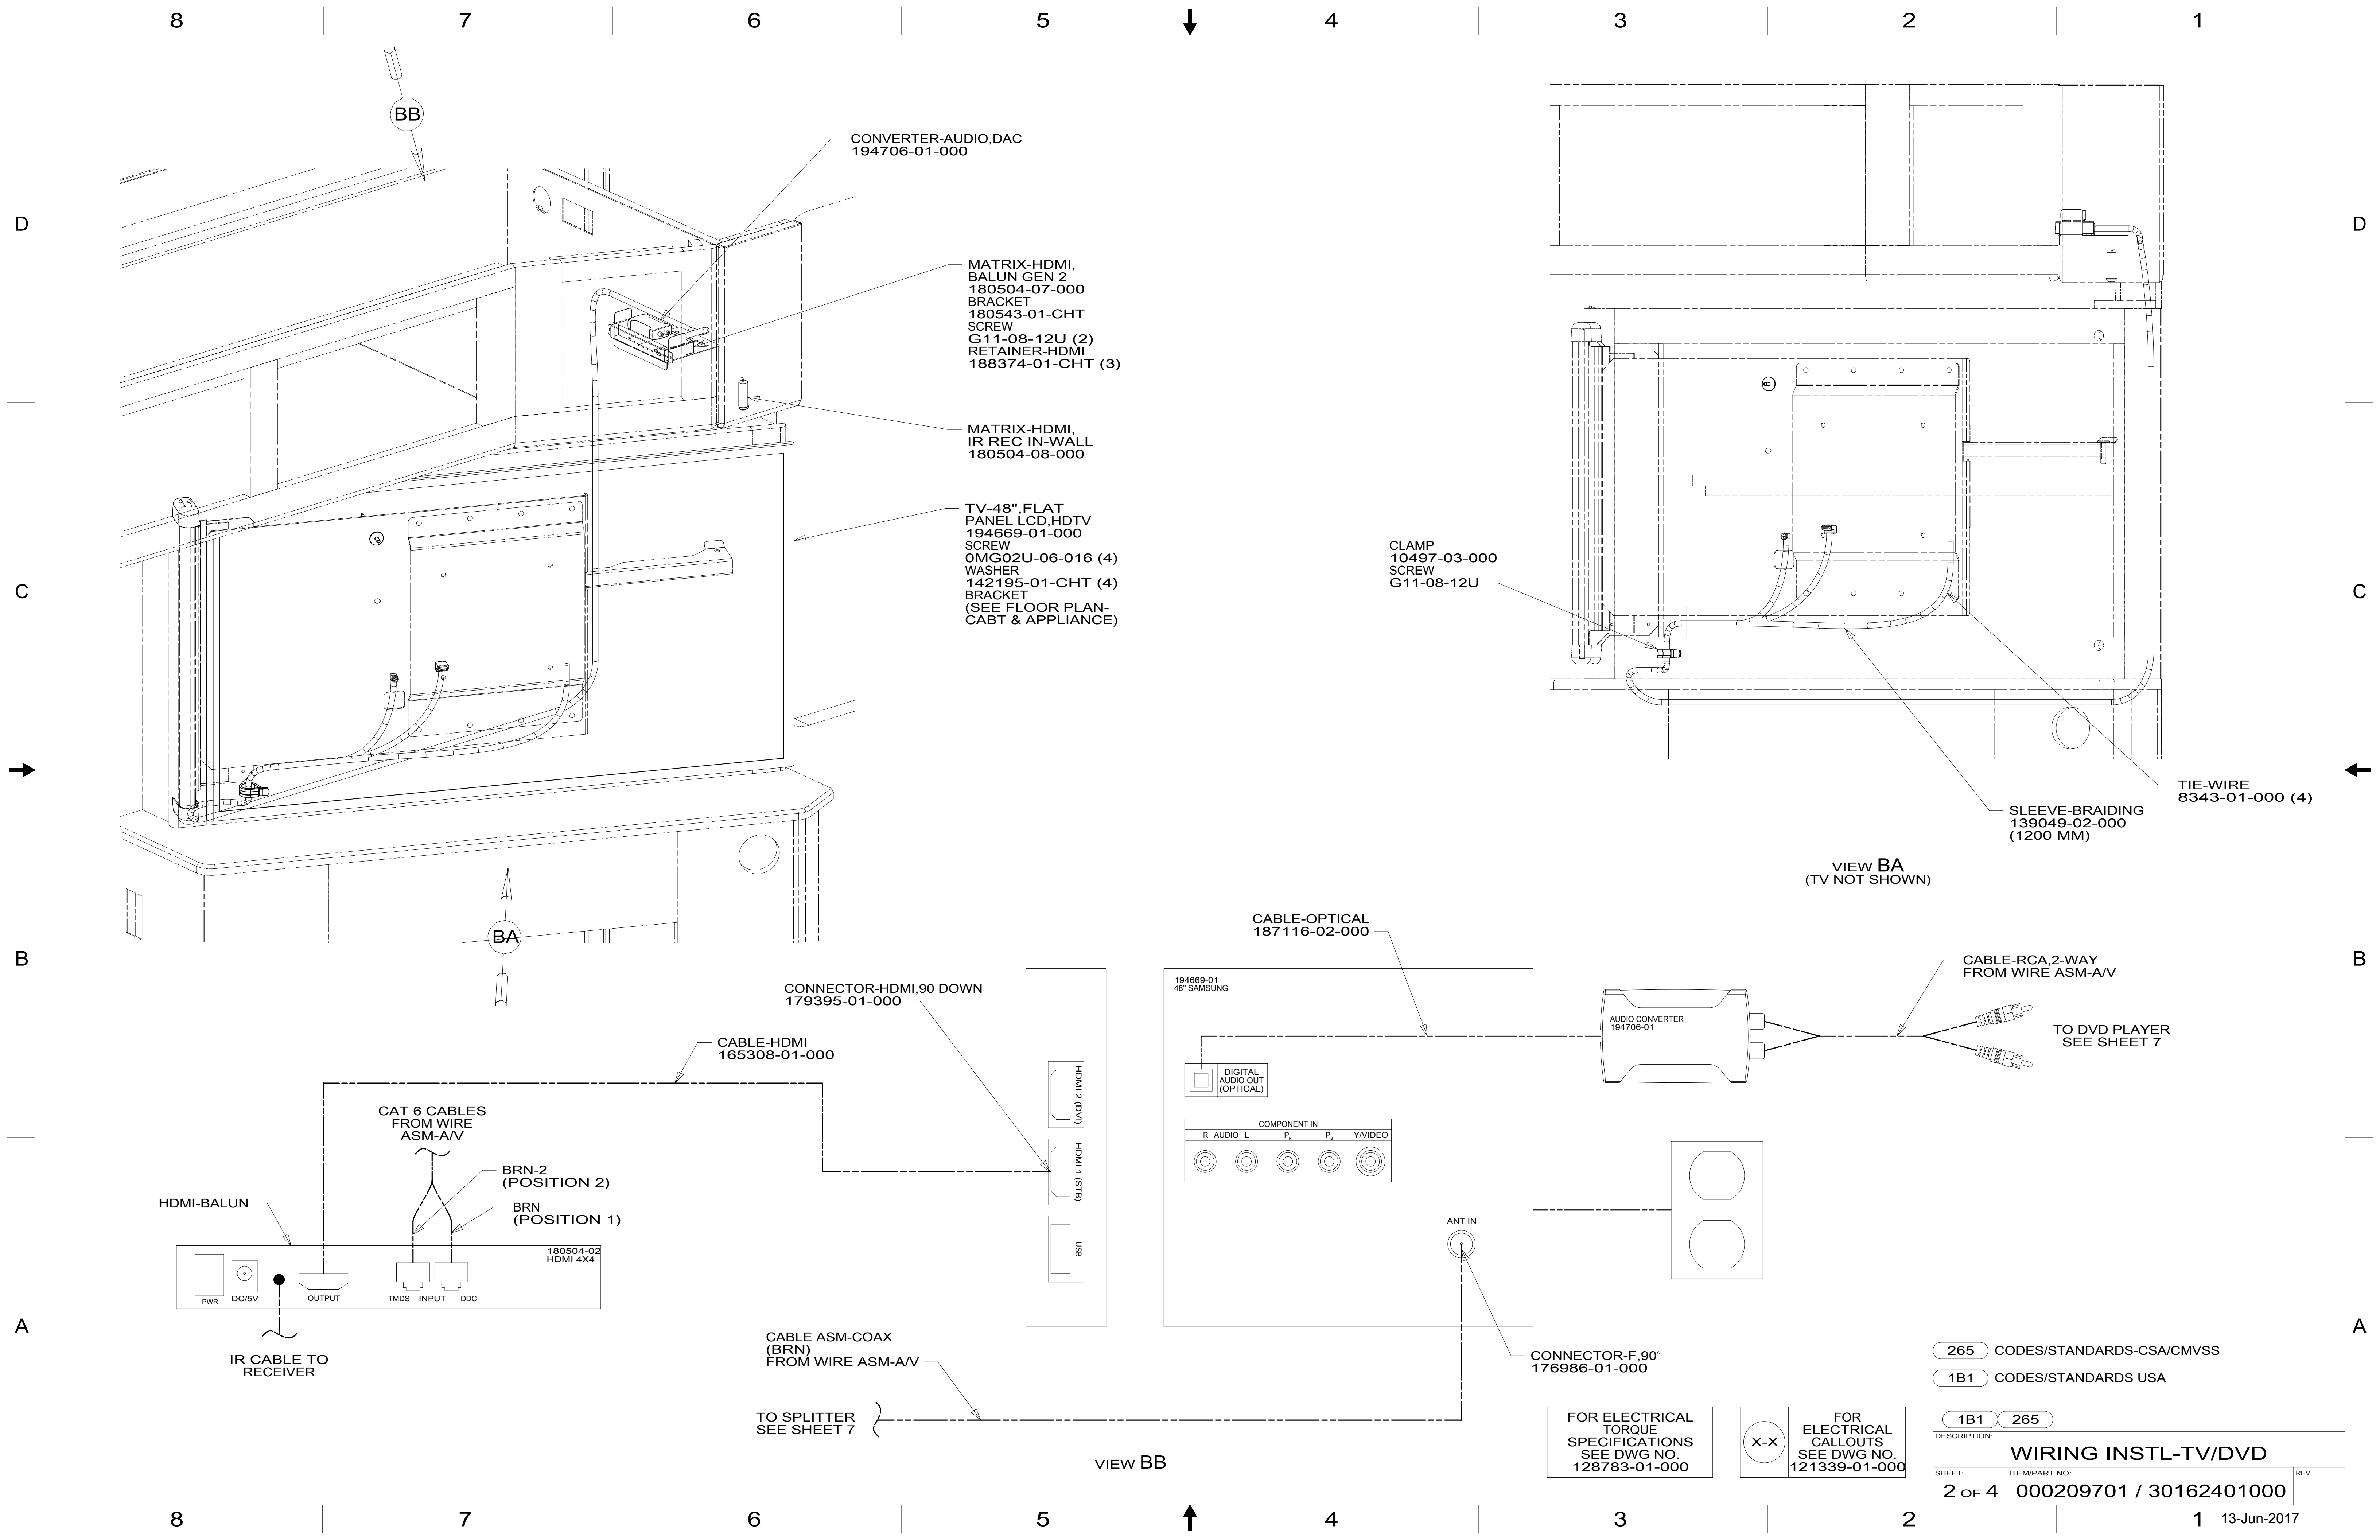 8 7 6 5 4 3 2 1
D
D
C
C
B
B
A
A
BB
CONVERTER-AUDIO,DAC
194706-01-000
MATRIX-HDMI,
BALUN GEN 2
180504-07-000
BRACKET
180543-01-CHT
SCREW
G11-08-12U (2)
RETAINER-HDMI
188374-01-CHT (3)
MATRIX-HDMI,
IR REC IN-WALL
180504-08-000
TV-48",FLAT
PANEL LCD,HDTV
194669-01-000
SCREW
0MG02U-06-016 (4)
WASHER
142195-01-CHT (4)
BRACKET
(SEE FLOOR PLAN-
CABT & APPLIANCE)
BA
8
CLAMP
10497-03-000
SCREW
G11-08-12U
TIE-WIRE
8343-01-000 (4)
SLEEVE-BRAIDING
139049-02-000
(1200 MM)
VIEW BA
(TV NOT SHOWN)
CABLE-OPTICAL
187116-02-000
CONNECTOR-HDMI,90 DOWN
179395-01-000
CABLE-HDMI
165308-01-000
CAT 6 CABLES
FROM WIRE
ASM-A/V
BRN-2
(POSITION 2)
BRN
(POSITION 1)
HDMI-BALUN
180504-02
HDMI 4X4
PWR
DC/5V
OUTPUT
TMDS INPUT DDC
IR CABLE TO
RECEIVER
HDMI 2 (DVI)
HDMI 1 (STB)
USB
194669-01
48" SAMSUNG
DIGITAL
AUDIO OUT
(OPTICAL)
COMPONENT IN
R AUDIO L PR PB Y/VIDEO
ANT IN
AUDIO CONVERTER
194706-01
CABLE-RCA,2-WAY
FROM WIRE ASM-A/V
TO DVD PLAYER
SEE SHEET 7
CABLE ASM-COAX
(BRN)
FROM WIRE ASM-A/V
TO SPLITTER
SEE SHEET 7
CONNECTOR-F,90°
176986-01-000
VIEW BB
FOR ELECTRICAL
TORQUE
SPECIFICATIONS
SEE DWG NO.
128783-01-000
X-X
FOR
ELECTRICAL
CALLOUTS
SEE DWG NO.
121339-01-000
265 CODES/STANDARDS-CSA/CMVSS
1B1 CODES/STANDARDS USA
1B1 265
DESCRIPTION:
WIRING INSTL-TV/DVD
SHEET:
2 OF 4
ITEM/PART NO:
000209701 / 30162401000
REV
8 7 6 5 4 3 2 1
13-Jun-2017